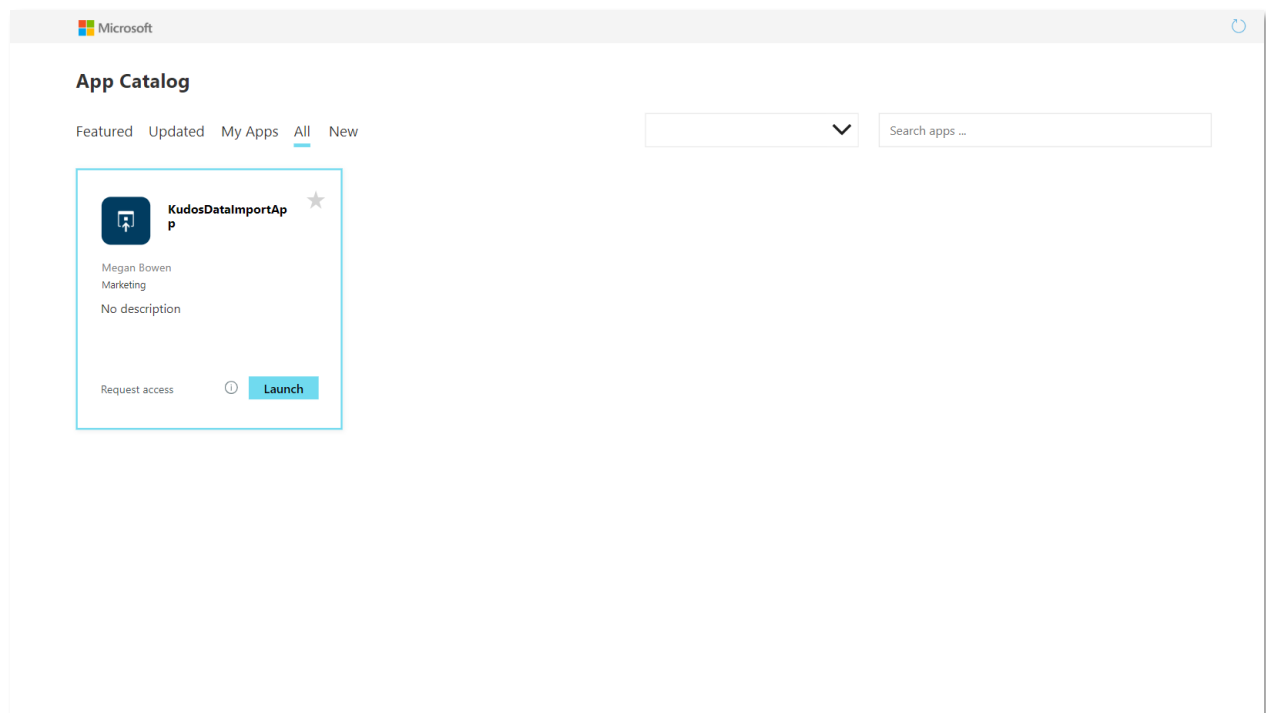 Microsoft
App Catalog
Featured Updated My Apps All New
Search apps ...
KudosDataImportAp
p
Megan Bowen
Marketing
No description
Request access
Launch